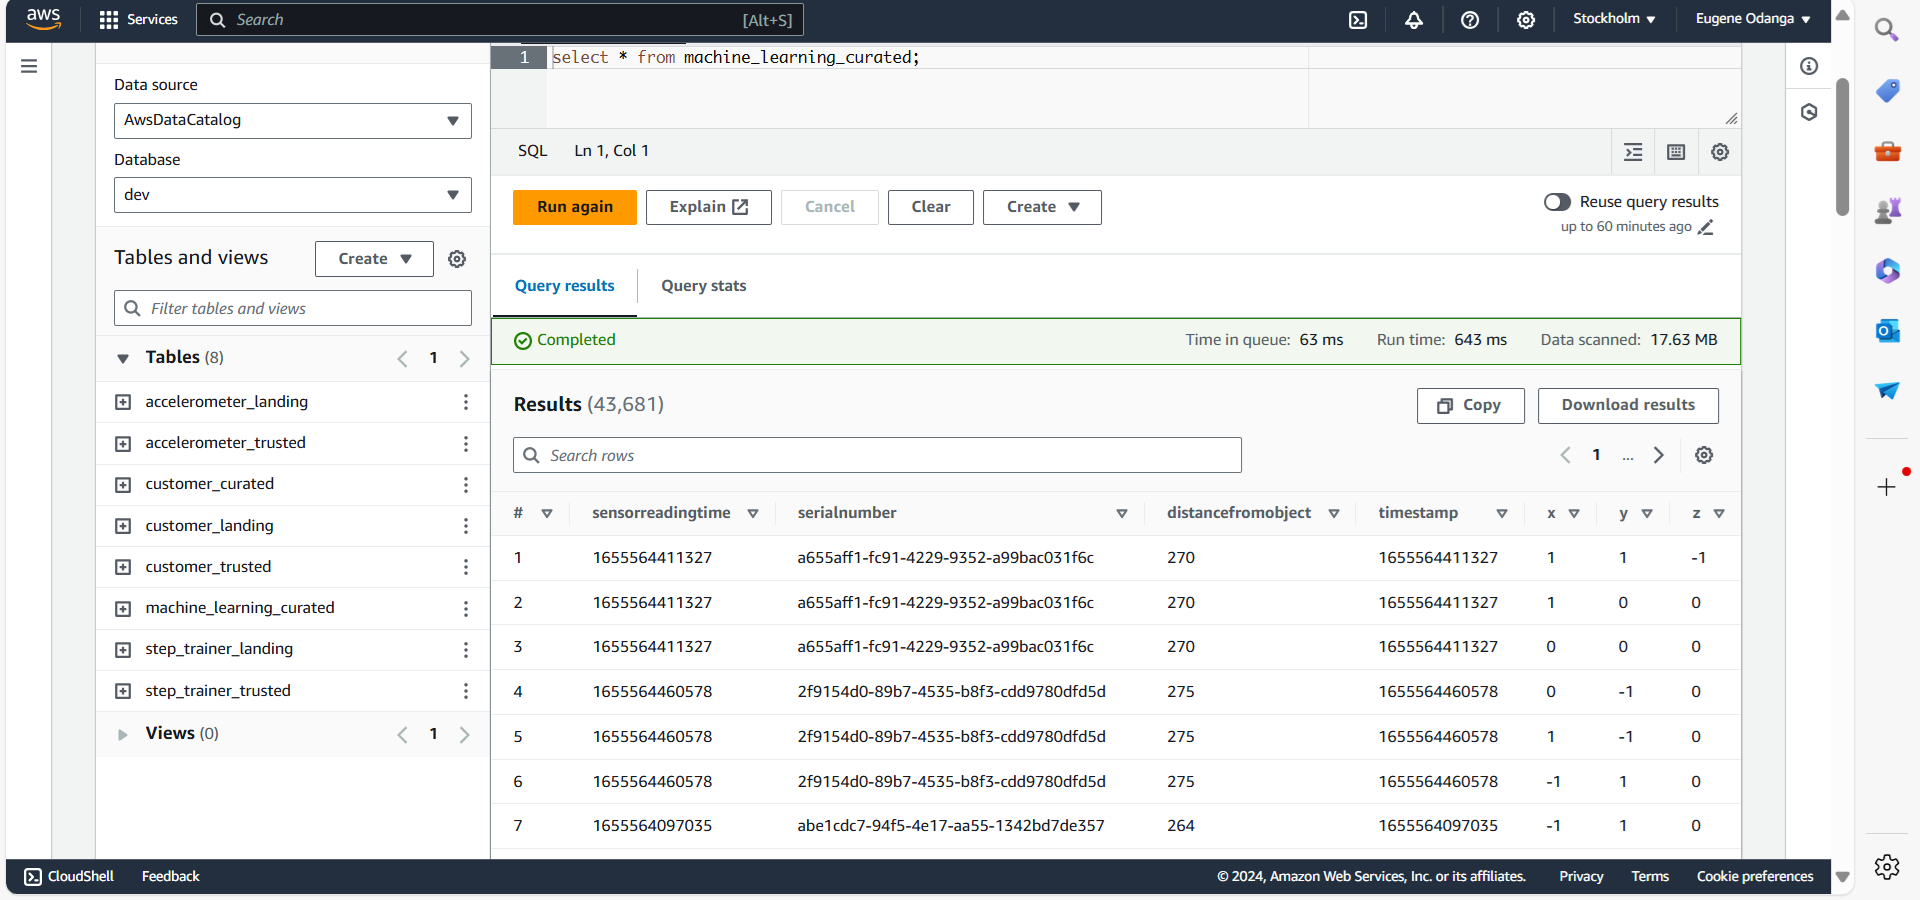 aws
Services
Search
[Alt+S]
Stockholm
Eugene Odanga
Data source
AwsDataCatalog
Database
dev
Tables and views
Create
Filter tables and views
Tables (8)
1
accelerometer_landing
accelerometer_trusted
customer_curated
customer_landing
customer_trusted
machine_learning_curated
step_trainer_landing
step_trainer_trusted
Views (0)
1
1 select * from machine_learning_curated;
SQL Ln 1, Col 1
Run again Explain Cancel Clear Create
Reuse query results
up to 60 minutes ago
Query results Query stats
Completed Time in queue: 63 ms Run time: 643 ms Data scanned: 17.63 MB
Results (43,681)
Copy Download results
Search rows
1 ...
# sensorreadingtime serialnumber distancefromobject timestamp x y z
1 1655564411327 a655aff1-fc91-4229-9352-a99bac031f6c 270 1655564411327 1 1 -1
2 1655564411327 a655aff1-fc91-4229-9352-a99bac031f6c 270 1655564411327 1 0 0
3 1655564411327 a655aff1-fc91-4229-9352-a99bac031f6c 270 1655564411327 0 0 0
4 1655564460578 2f9154d0-89b7-4535-b8f3-cdd9780dfd5d 275 1655564460578 0 -1 0
5 1655564460578 2f9154d0-89b7-4535-b8f3-cdd9780dfd5d 275 1655564460578 1 -1 0
6 1655564460578 2f9154d0-89b7-4535-b8f3-cdd9780dfd5d 275 1655564460578 -1 1 0
7 1655564097035 abe1cdc7-94f5-4e17-aa55-1342bd7de357 264 1655564097035 -1 1 0
CloudShell Feedback
© 2024, Amazon Web Services, Inc. or its affiliates. Privacy Terms Cookie preferences